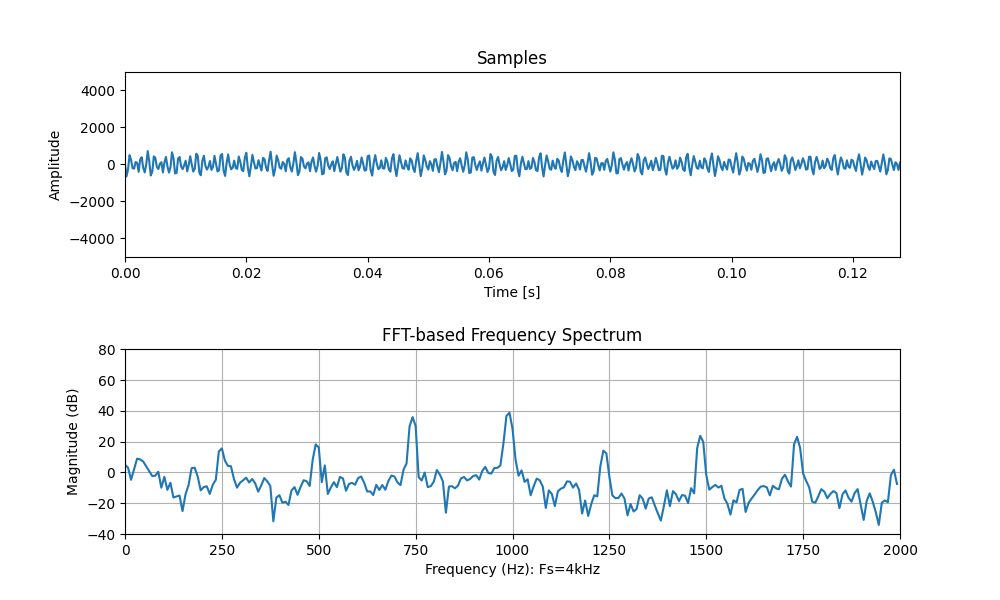 Samples
Amplitude
4000
2000
0
−2000
−4000
0.00 0.02 0.04 0.06 0.08 0.10 0.12
Time [s]
FFT-based Frequency Spectrum
Magnitude (dB)
80
60
40
20
0
−20
−40
0 250 500 750 1000 1250 1500 1750 2000
Frequency (Hz): Fs=4kHz